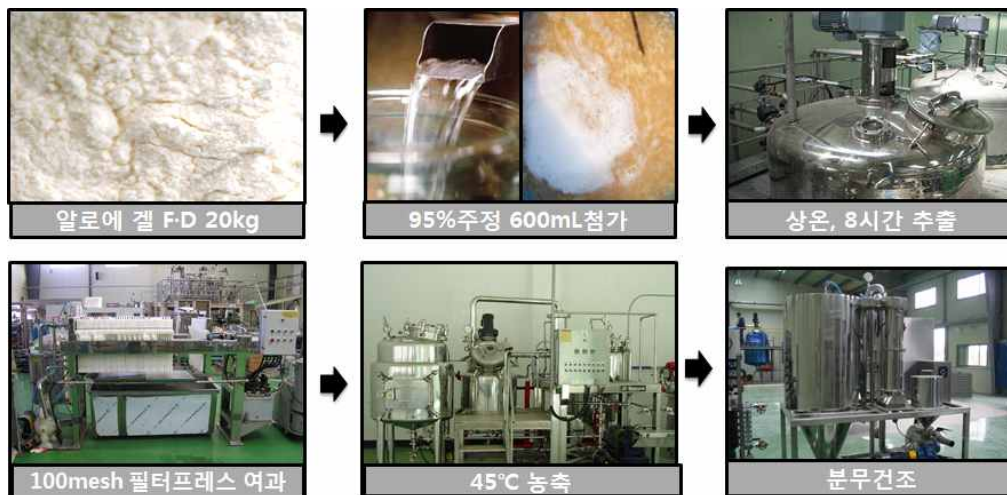 알로에 겔 F·D 20kg
95%주정 600mL첨가
상온, 8시간 추출
100mesh 필터프레스 여과
45℃ 농축
분무건조